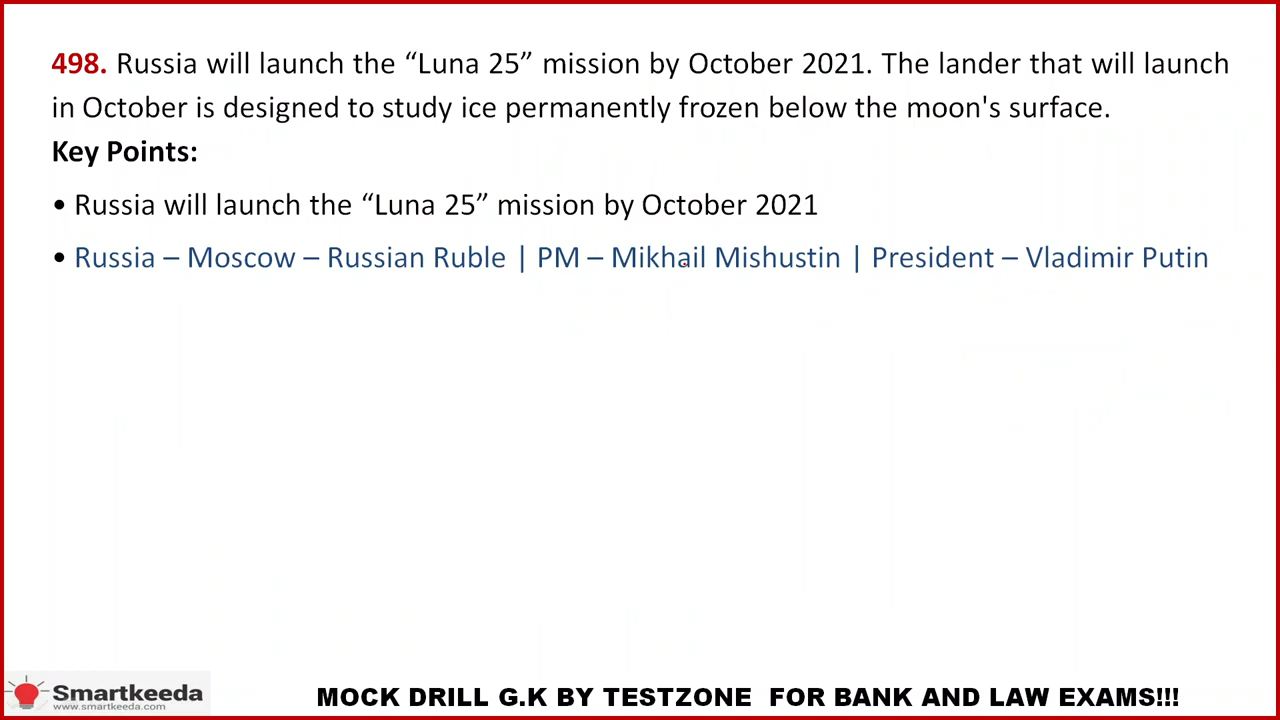 498. Russia will launch the “Luna 25” mission by October 2021. The lander that will launch
in October is designed to study ice permanently frozen below the moon's surface.
Key Points:
• Russia will launch the “Luna 25” mission by October 2021
• Russia – Moscow – Russian Ruble | PM – Mikhail Mishustin | President – Vladimir Putin
Smartkeeda
www.smartkeeda.com
MOCK DRILL G.K BY TESTZONE FOR BANK AND LAW EXAMS!!!